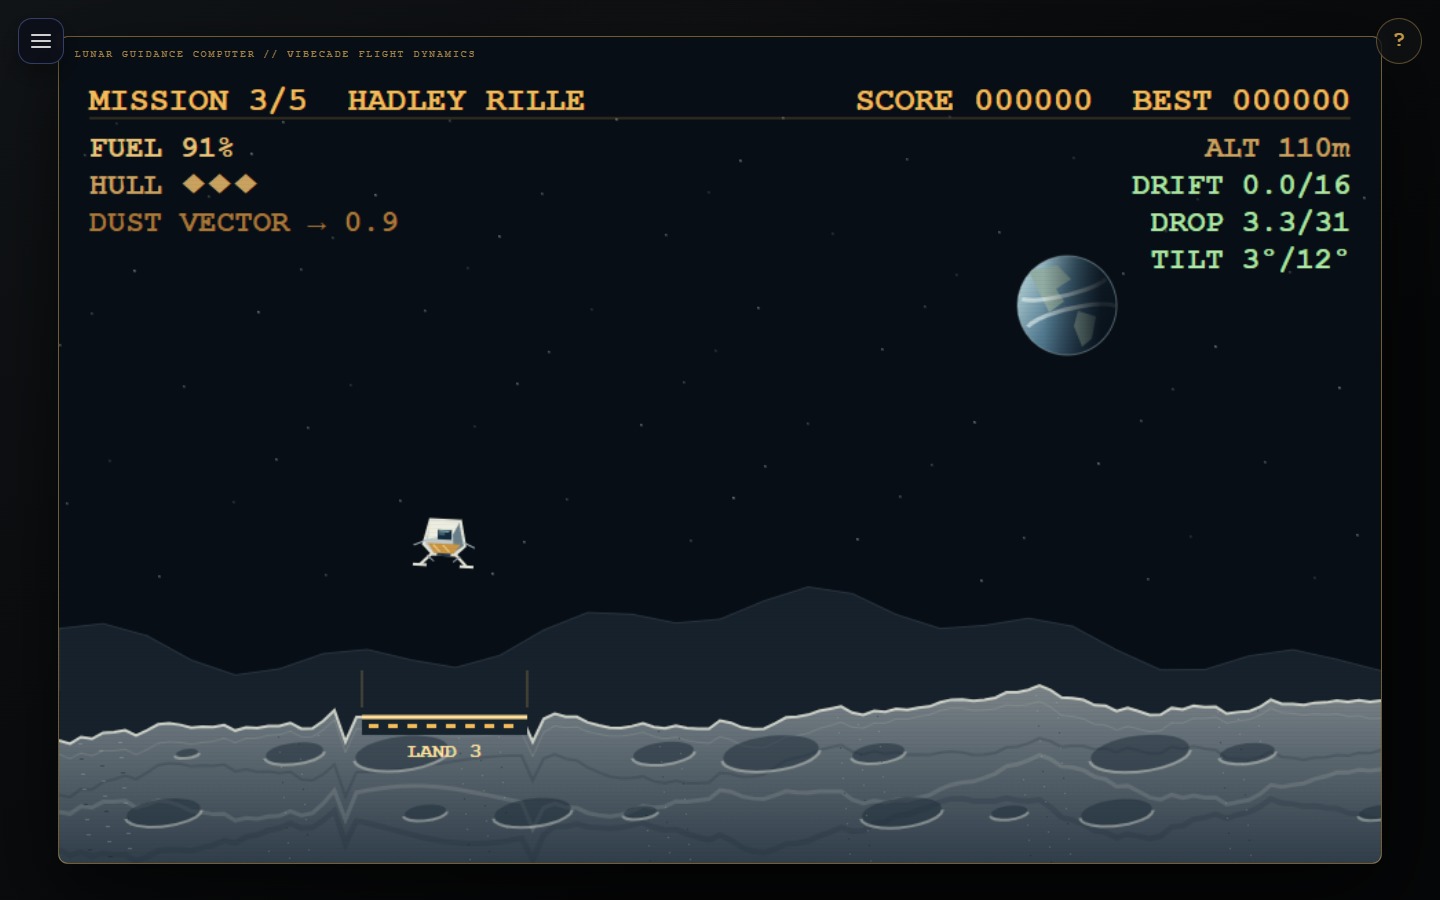 LUNAR GUIDANCE COMPUTER // VIBECADE FLIGHT DYNAMICS
?
MISSION 3/5 HADLEY RILLE SCORE 000000 BEST 000000
FUEL 91%
HULL ◆◆◆
DUST VECTOR → 0.9
ALT 110m
DRIFT 0.0/16
DROP 3.3/31
TILT 3°/12°
LAND 3